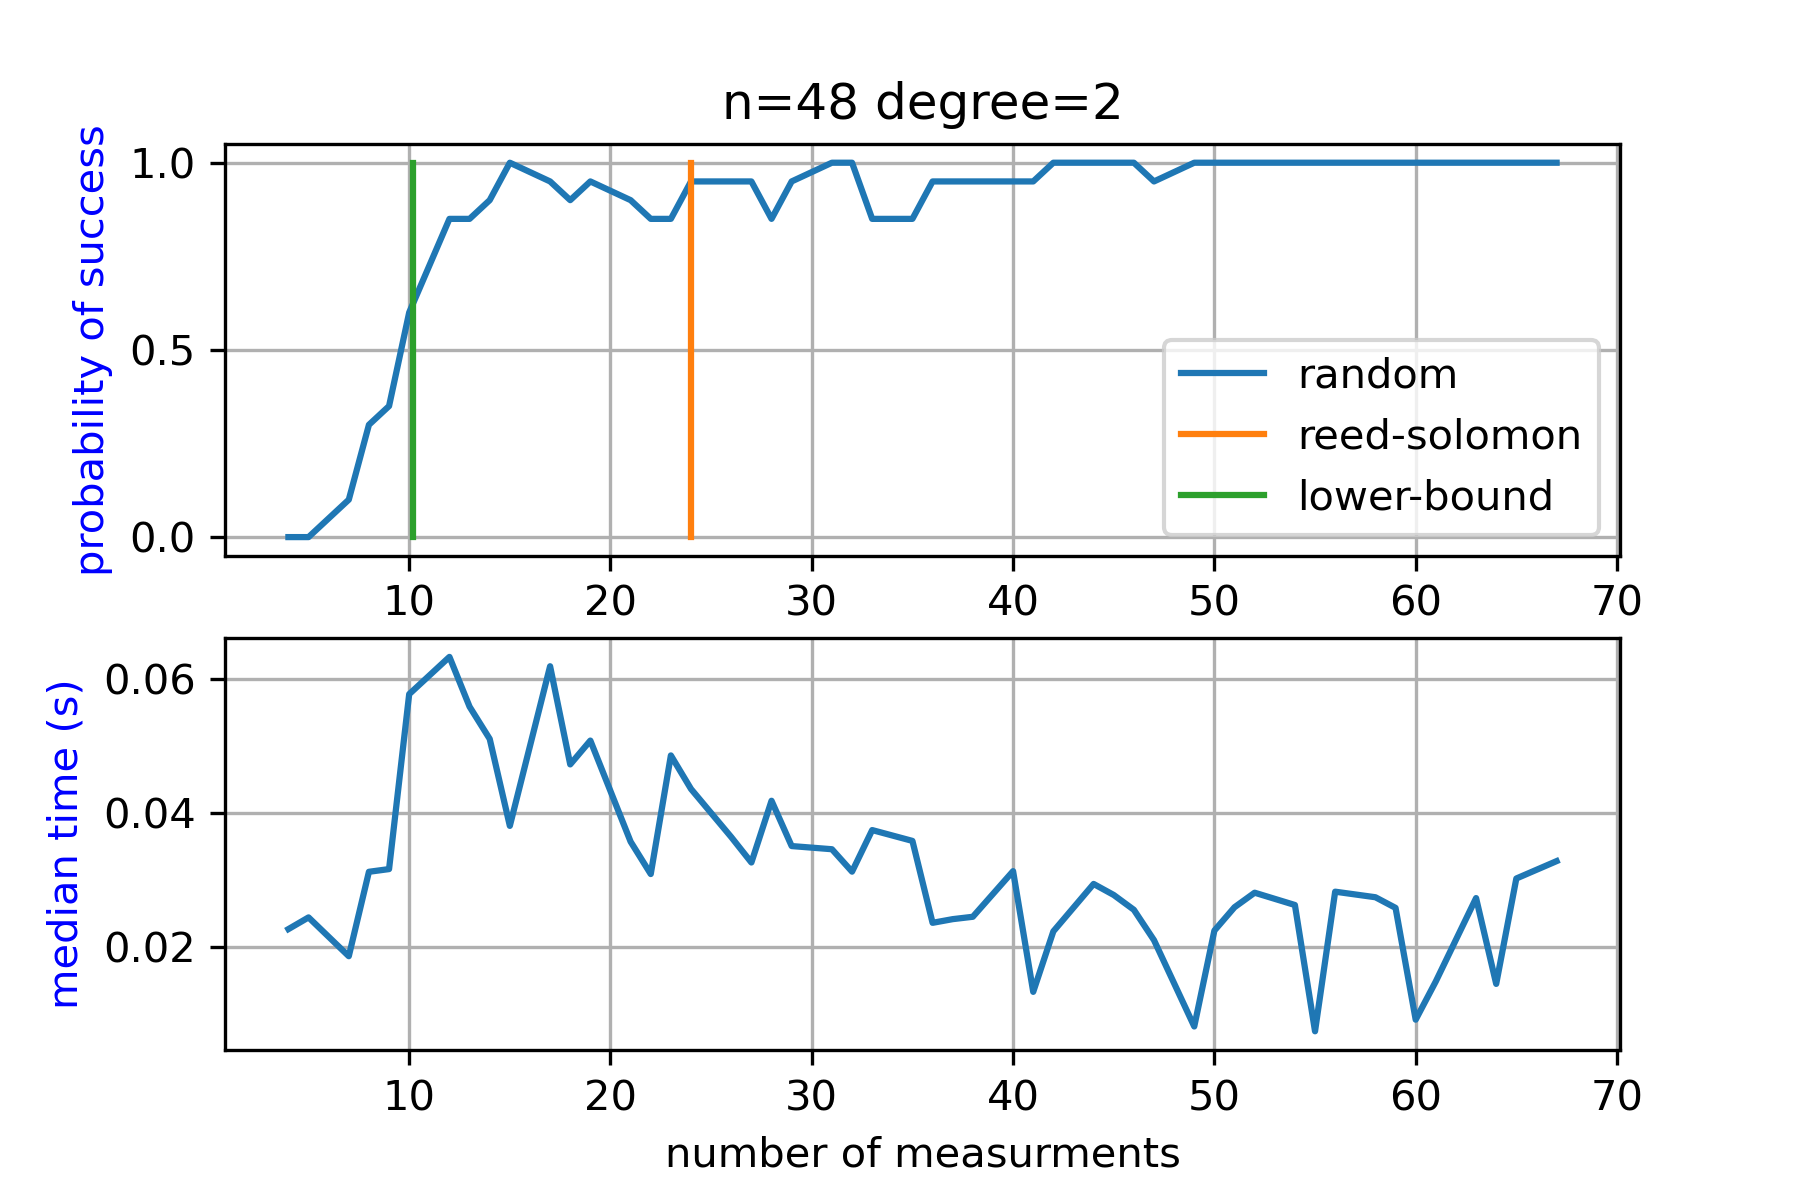 n=48 degree=2
probability of success
1.0
0.5
0.0
random
reed-solomon
lower-bound
10 20 30 40 50 60 70
median time (s)
0.06
0.04
0.02
10 20 30 40 50 60 70
number of measurments